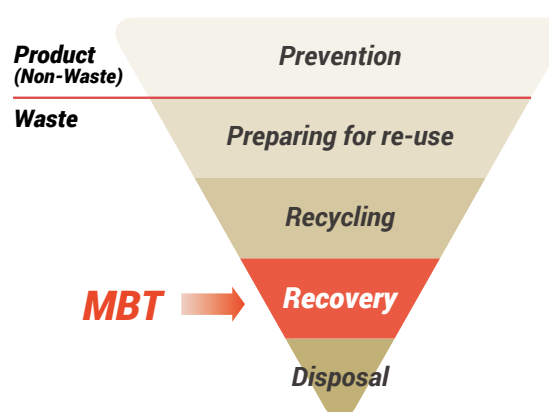 Product
(Non-Waste)
Prevention
Waste
Preparing for re-use
Recycling
MBT
Recovery
Disposal